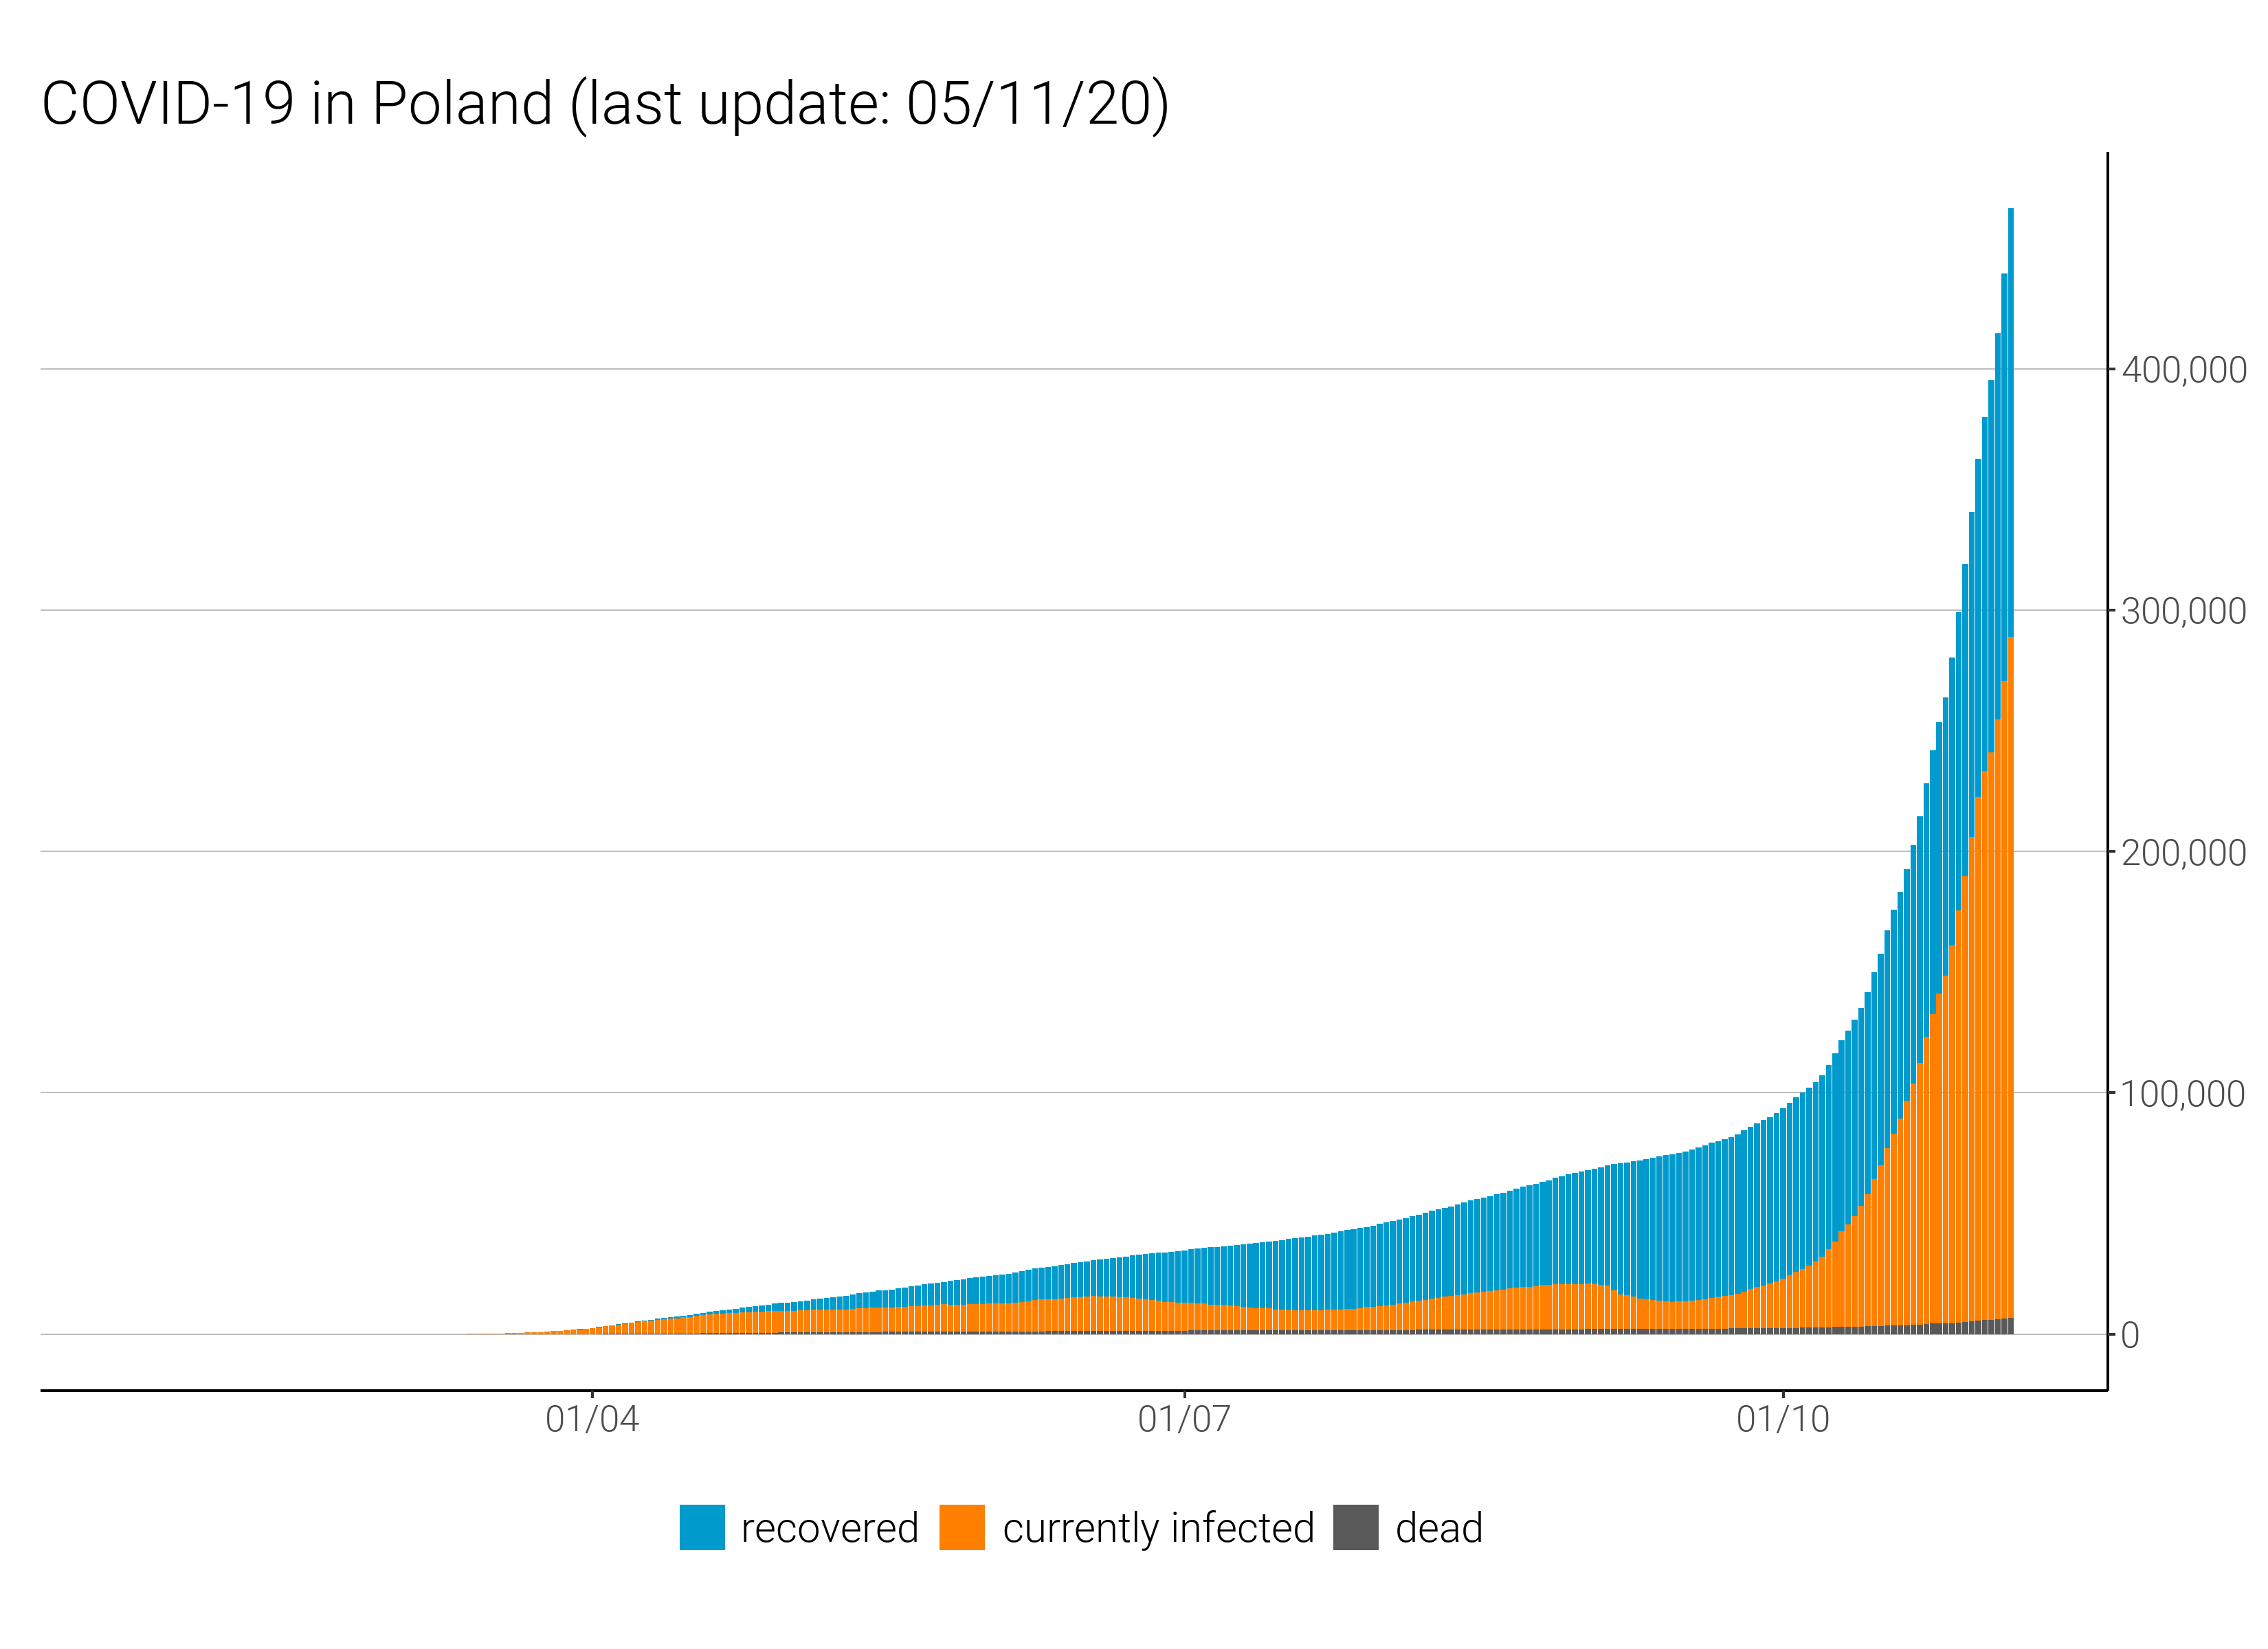 COVID-19 in Poland (last update: 05/11/20)
400,000
300,000
200,000
100,000
0
01/04 01/07 01/10
recovered currently infected dead